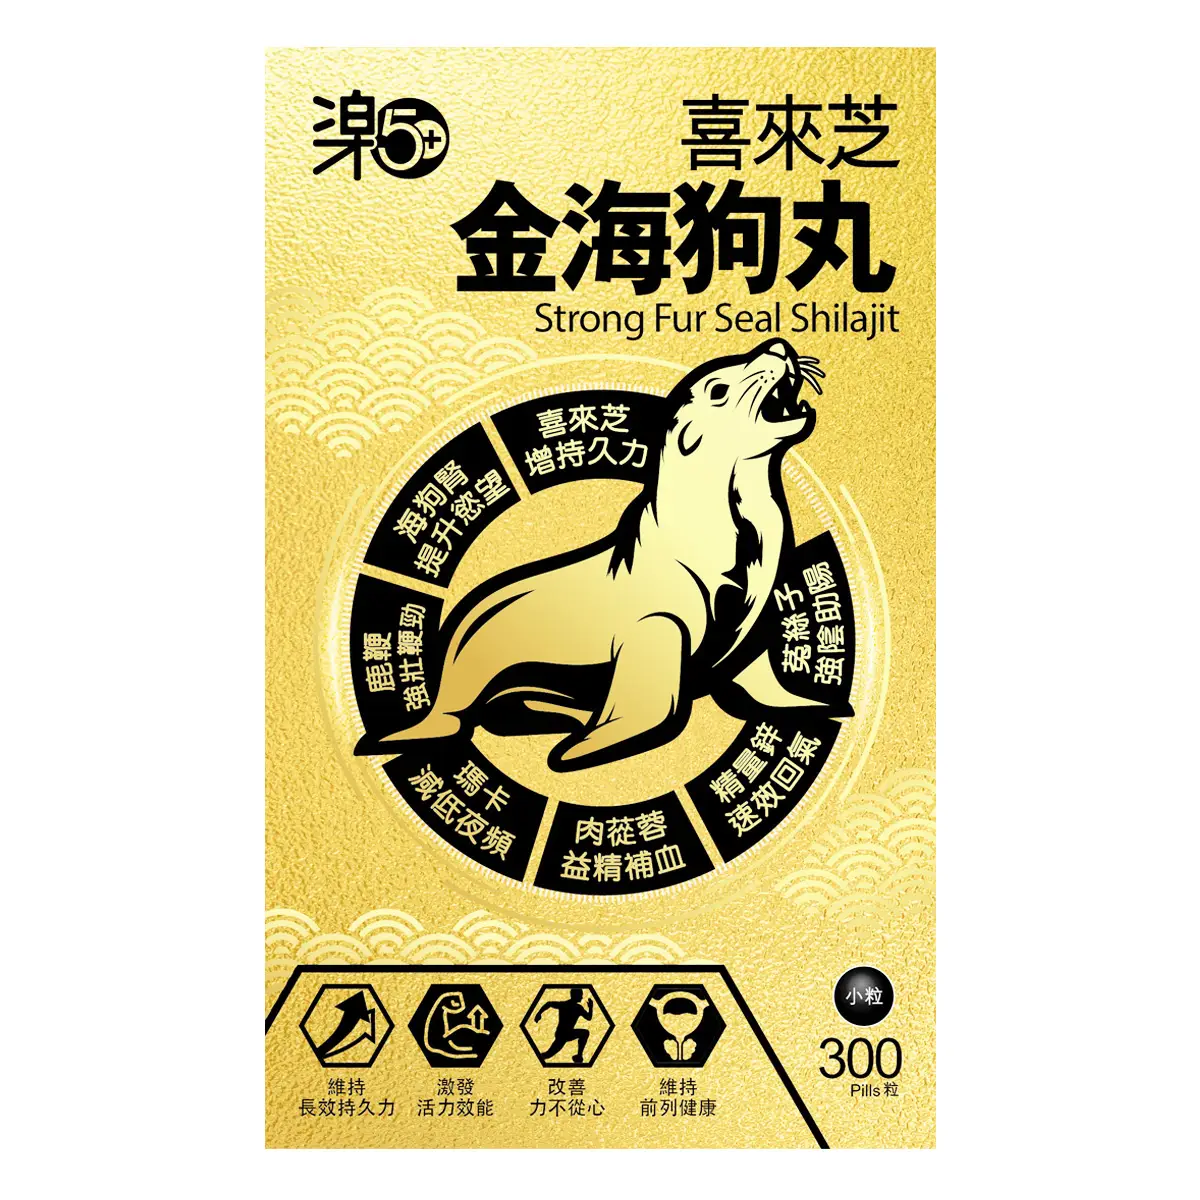 楽5+
喜來芝
金海狗丸
Strong Fur Seal Shilajit
喜來芝
增持久力
海狗腎
提升慾望
鹿鞭
強壯鞭勁
瑪卡
減低夜頻
肉蓯蓉
益精補血
精量鋅
速效回氣
菟絲子
強陰助陽
維持
長效持久力
激發
活力效能
改善
力不從心
維持
前列健康
小粒
300
Pills 粒